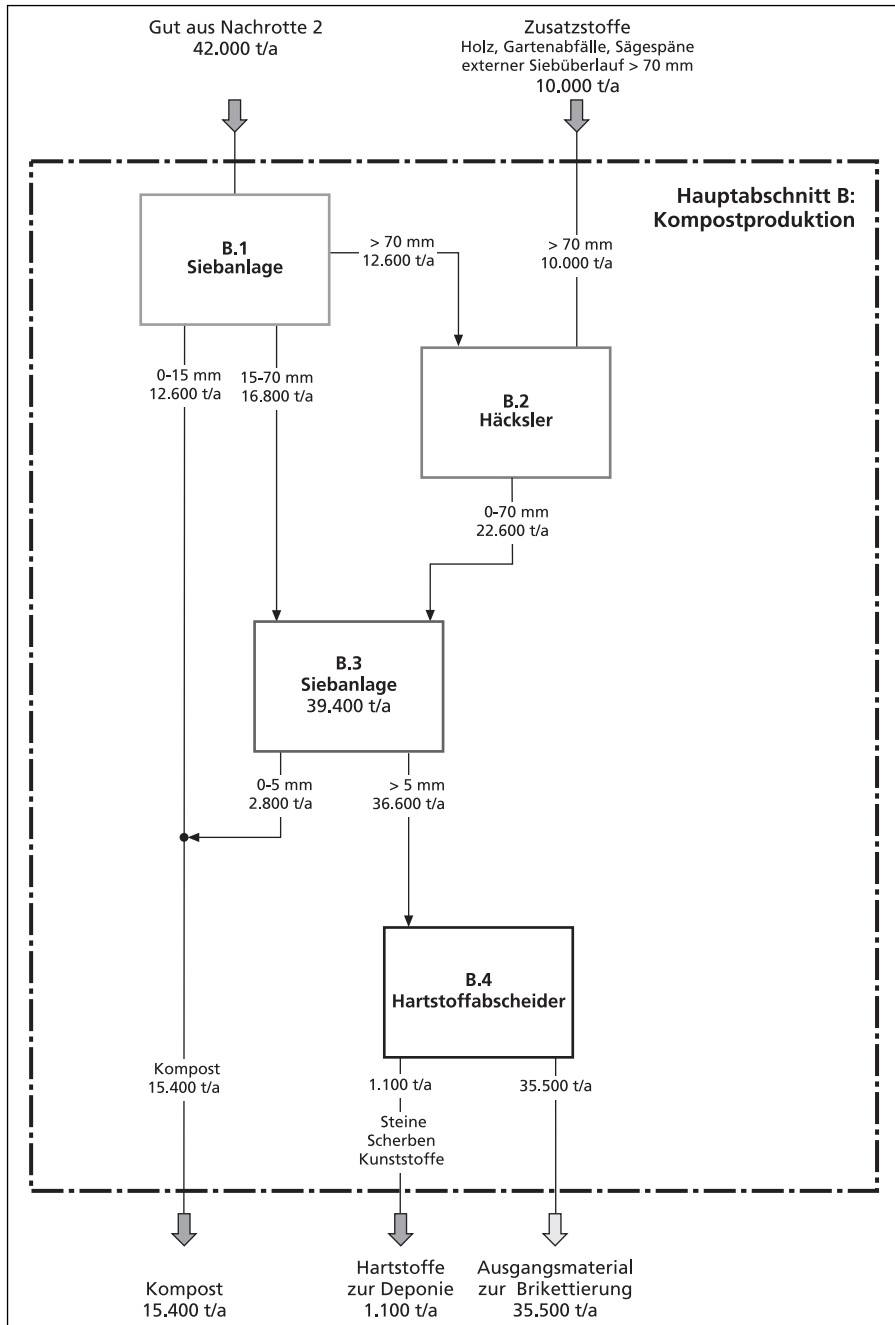 Gut aus Nachrotte 2
42.000 t/a
Zusatzstoffe
Holz, Gartenabfälle, Sägespäne
externer Siebüberlauf > 70 mm
10.000 t/a
Hauptabschnitt B:
Kompostproduktion
B.1
Siebanlage
> 70 mm
12.600 t/a
> 70 mm
10.000 t/a
0-15 mm
12.600 t/a
15-70 mm
16.800 t/a
B.2
Häcksler
0-70 mm
22.600 t/a
B.3
Siebanlage
39.400 t/a
0-5 mm
2.800 t/a
> 5 mm
36.600 t/a
B.4
Hartstoffabscheider
Kompost
15.400 t/a
1.100 t/a
Steine
Scherben
Kunststoffe
35.500 t/a
Kompost
15.400 t/a
Hartstoffe
zur Deponie
1.100 t/a
Ausgangsmaterial
zur Brikettierung
35.500 t/a